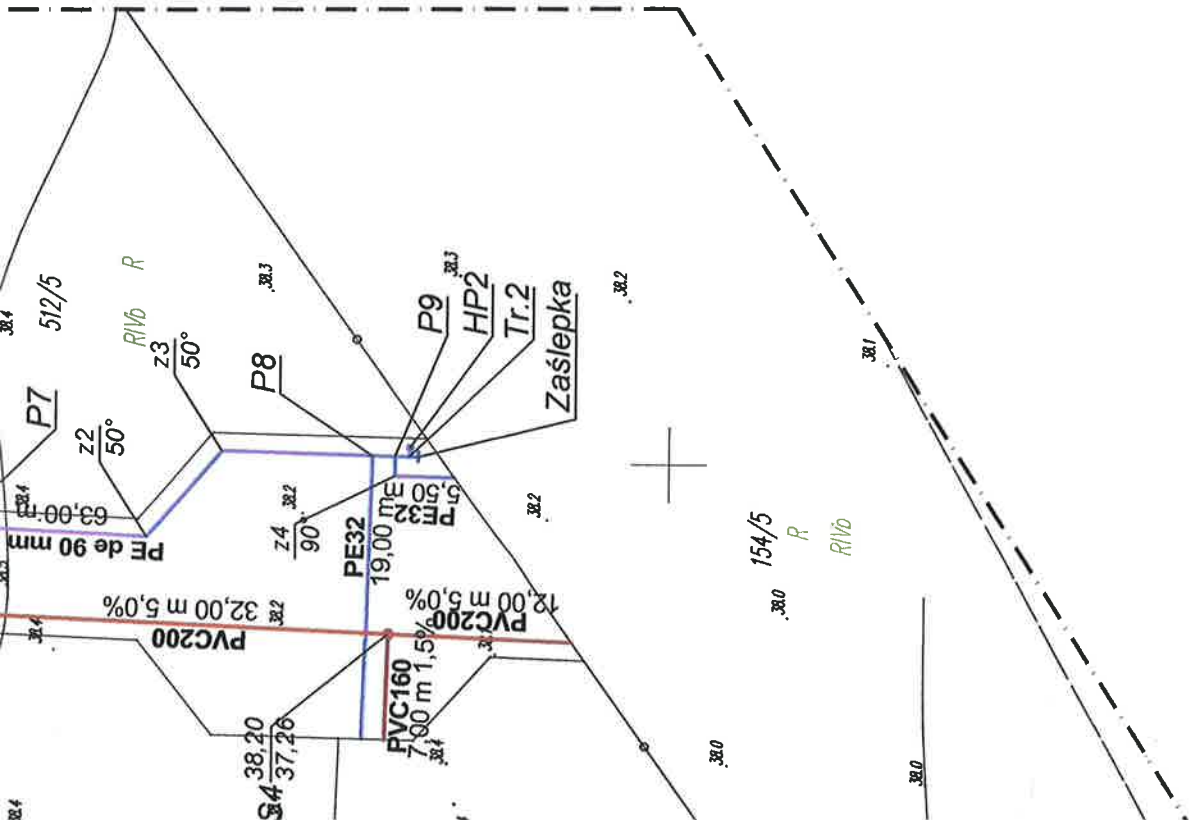 38.4
512/5
RIVb R
38.3
z3
50°
P7
z2
50°
P8
P9
38.3
HP2
Tr.2
Zaślepka
38.2
38.1
38.4
63,00 m
PE de 90 mm
38.2
z4
90
PE32
19,00 m
5,50 m
PE32
38.2
32,00 m 5,0%
PVC200
38.2
38.4
12,00 m 5,0%
PVC200
154/5
R
RIVb
38.0
PVC160
7,00 m 1,5%
38.4
S4
38,20
37,26
38.0
38.0
38.4